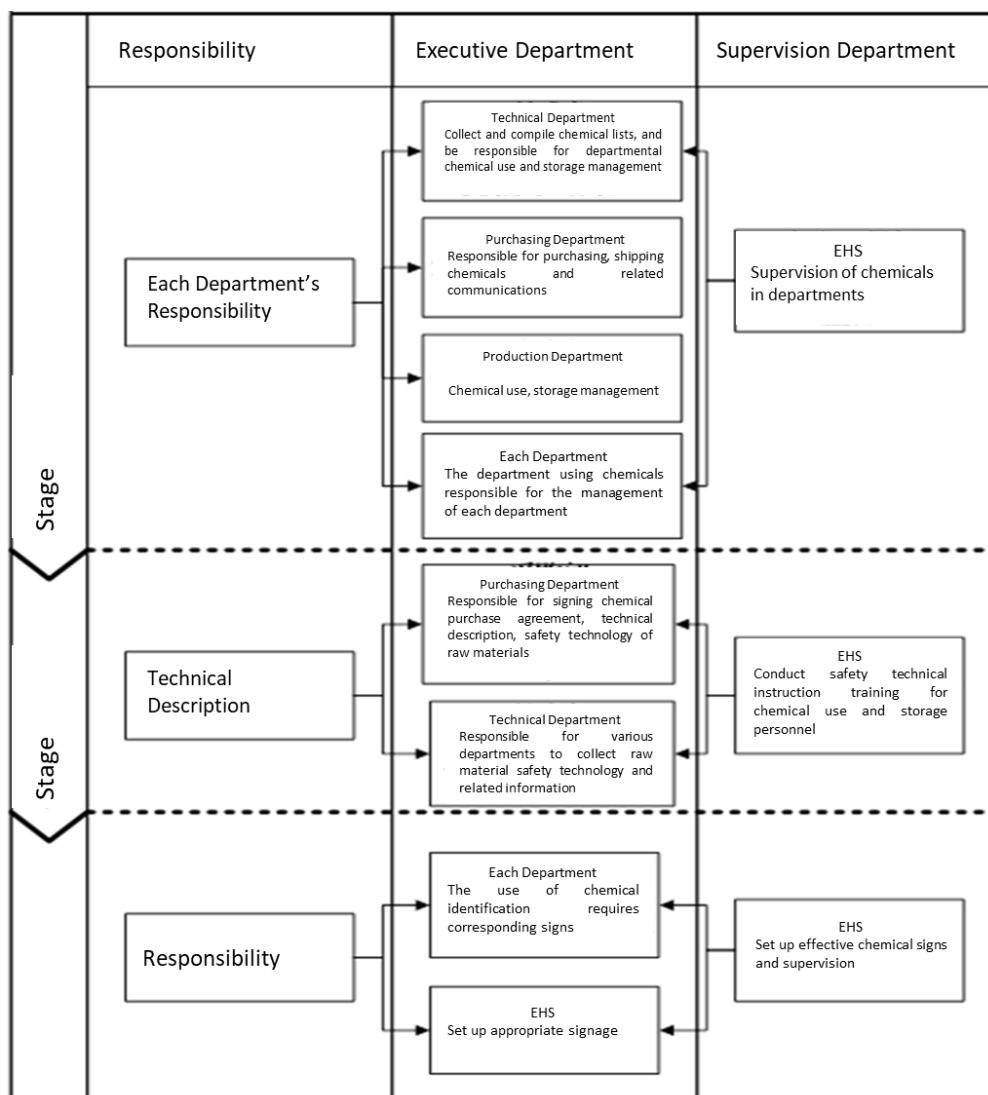 Responsibility
Executive Department
Supervision Department
Technical Department
Collect and compile chemical lists, and
be responsible for departmental
chemical use and storage management
Purchasing Department
Responsible for purchasing, shipping
chemicals and related
communications
Each Department's
Responsibility
EHS
Supervision of chemicals
in departments
Production Department
Chemical use, storage management
Each Department
The department using chemicals
responsible for the management
of each department
Stage
Purchasing Department
Responsible for signing chemical
purchase agreement, technical
description, safety technology of
raw materials
Technical
Description
EHS
Conduct safety technical
instruction training for
chemical use and storage
personnel
Technical Department
Responsible for various
departments to collect raw
material safety technology and
related information
Stage
Each Department
The use of chemical
identification requires
corresponding signs
Responsibility
EHS
Set up effective chemical signs
and supervision
EHS
Set up appropriate signage